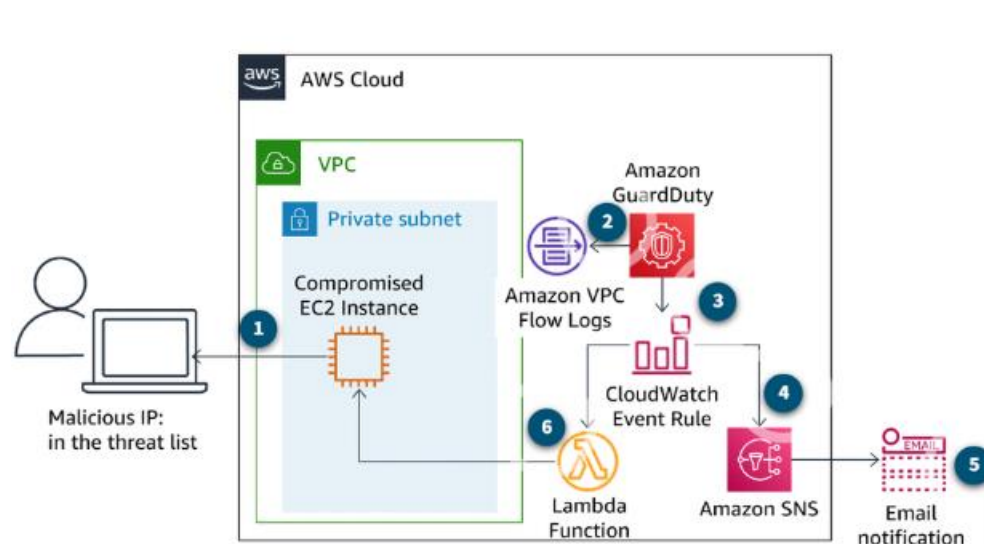 aws
AWS Cloud
VPC
Amazon
GuardDuty
Private subnet
2
Compromised
EC2 Instance
Amazon VPC
Flow Logs
3
1
CloudWatch
Event Rule
4
Malicious IP:
in the threat list
6
EMAIL
5
Lambda
Function
Amazon SNS
Email
notification